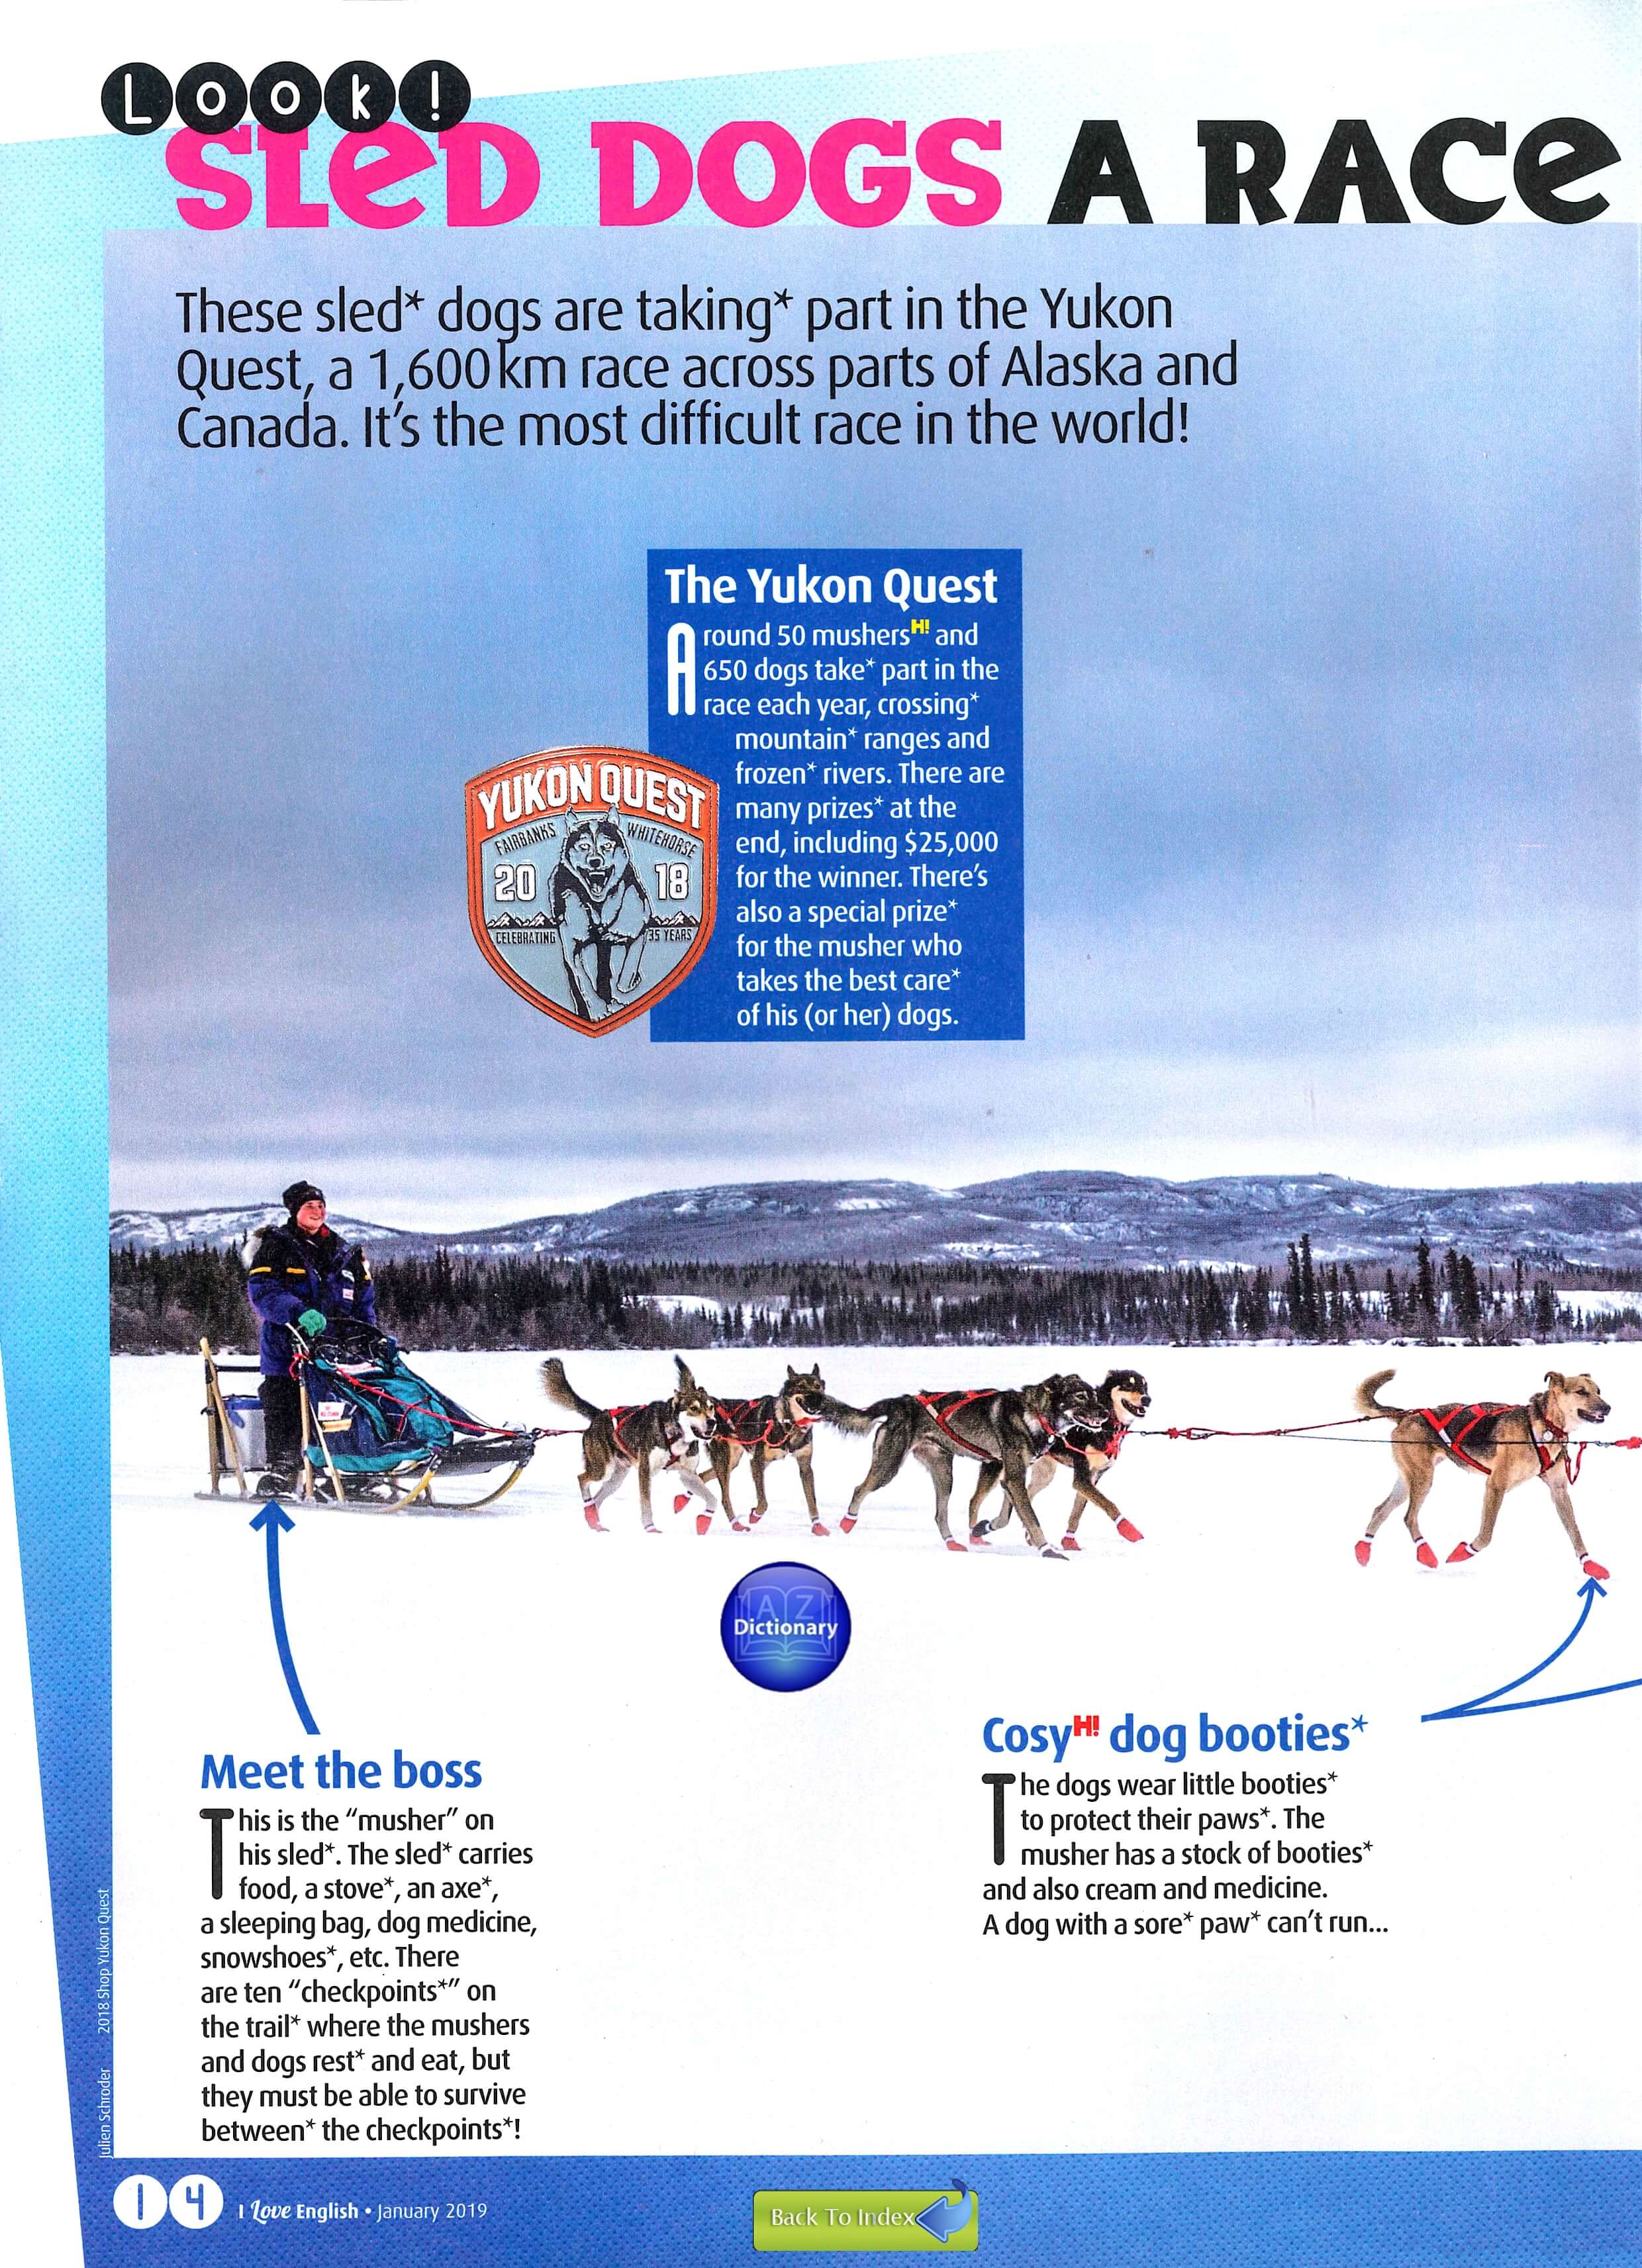 Look!
SLED DOGS A RACE
These sled* dogs are taking* part in the Yukon
Quest, a 1,600 km race across parts of Alaska and
Canada. It's the most difficult race in the world!
The Yukon Quest
Around 50 mushersH! and
650 dogs take* part in the
race each year, crossing*
mountain* ranges and
frozen* rivers. There are
many prizes* at the
end, including $25,000
for the winner. There's
also a special prize*
for the musher who
takes the best care*
of his (or her) dogs.
YUKON QUEST
FAIRBANKS WHITEHORSE
20 18
CELEBRATING 35 YEARS
A Z
Dictionary
Meet the boss
This is the "musher" on
his sled*. The sled* carries
food, a stove*, an axe*,
a sleeping bag, dog medicine,
snowshoes*, etc. There
are ten "checkpoints*" on
the trail* where the mushers
and dogs rest* and eat, but
they must be able to survive
between* the checkpoints*!
CosyH! dog booties*
The dogs wear little booties*
to protect their paws*. The
musher has a stock of booties*
and also cream and medicine.
A dog with a sore* paw* can't run...
Julien Schroder 2018 Shop Yukon Quest
14 I Love English • January 2019
Back To Index